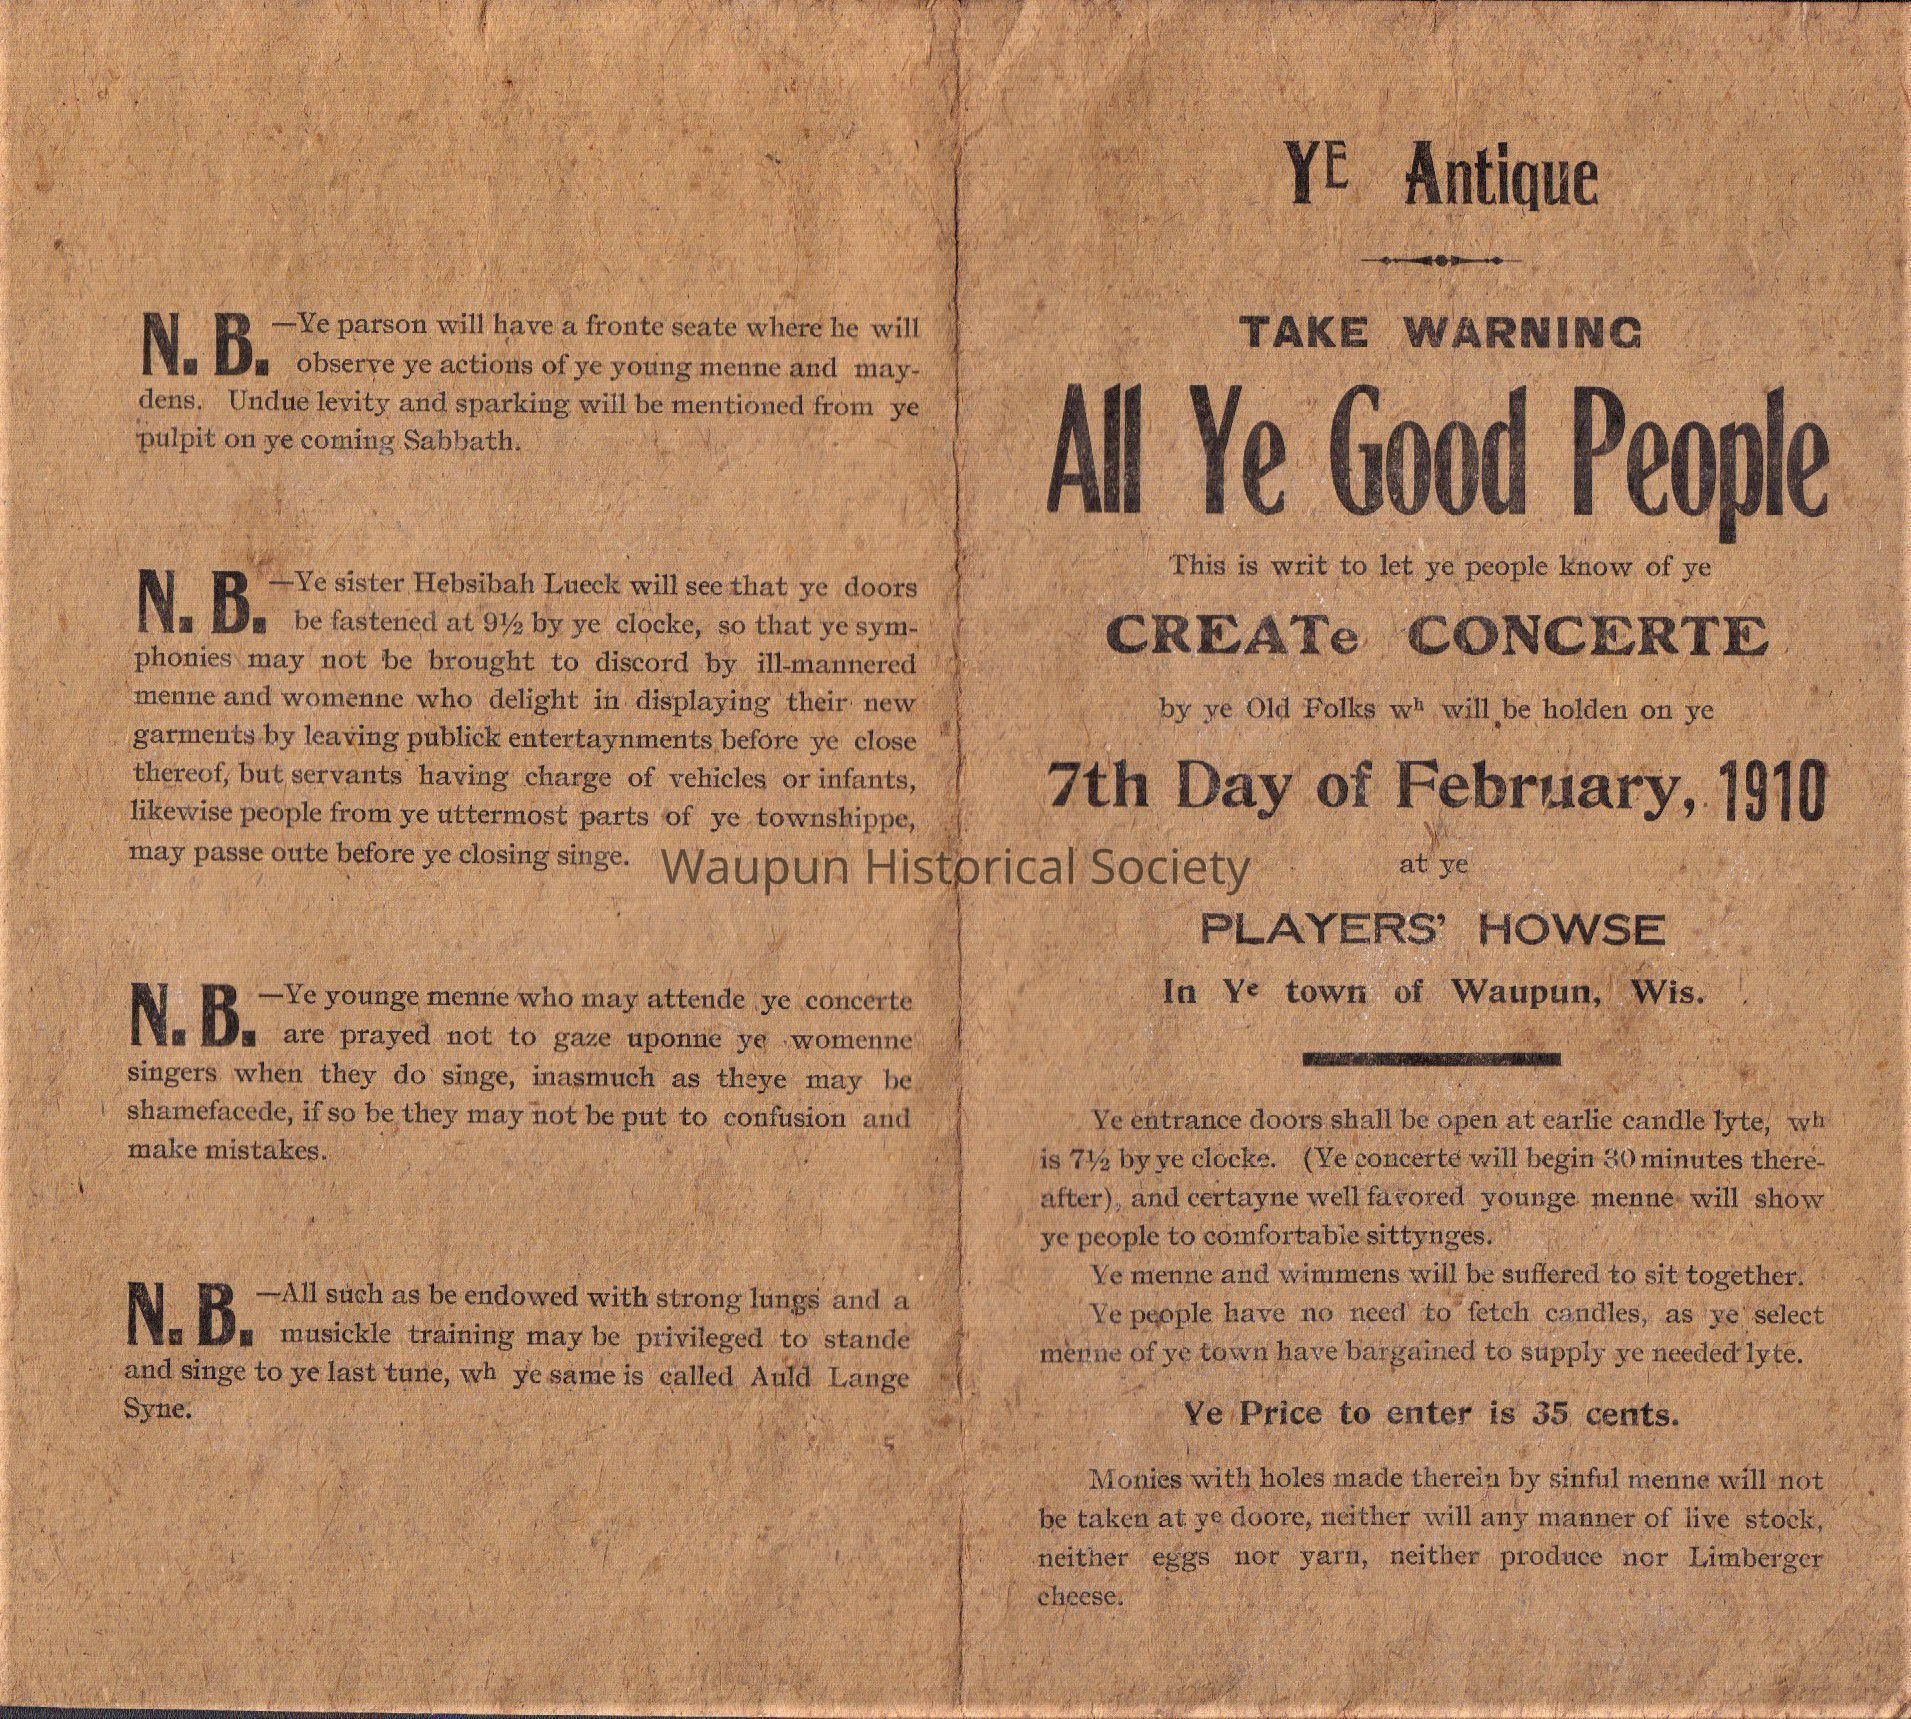 N. B. —Ye parson will have a fronte seate where he will
observe ye actions of ye young menne and may-
dens. Undue levity and sparking will be mentioned from ye
pulpit on ye coming Sabbath.
N. B. —Ye sister Hebsibah Lueck will see that ye doors
be fastened at 9½ by ye clocke, so that ye sym-
phonies may not be brought to discord by ill-mannered
menne and womenne who delight in displaying their new
garments by leaving publick entertaynments before ye close
thereof, but servants having charge of vehicles or infants,
likewise people from ye uttermost parts of ye townshippe,
may passe oute before ye closing singe.
N. B. —Ye younge menne who may attende ye concerte
are prayed not to gaze uponne ye womenne
singers when they do singe, inasmuch as theye may be
shamefacede, if so be they may not be put to confusion and
make mistakes.
N. B. —All such as be endowed with strong lungs and a
musickle training may be privileged to stande
and singe to ye last tune, wh ye same is called Auld Lange
Syne.
YE Antique
TAKE WARNING
All Ye Good People
This is writ to let ye people know of ye
CREATe CONCERTE
by ye Old Folks wh will be holden on ye
7th Day of February, 1910
at ye
PLAYERS' HOWSE
In Ye town of Waupun, Wis.
Ye entrance doors shall be open at earlie candle lyte, wh
is 7½ by ye clocke. (Ye concerte will begin 30 minutes there-
after), and certayne well favored younge menne will show
ye people to comfortable sittynges.
Ye menne and wimmens will be suffered to sit together.
Ye people have no need to fetch candles, as ye select
menne of ye town have bargained to supply ye needed lyte.
Ye Price to enter is 35 cents.
Monies with holes made therein by sinful menne will not
be taken at ye doore, neither will any manner of live stock,
neither eggs nor yarn, neither produce nor Limberger
cheese.
Waupun Historical Society